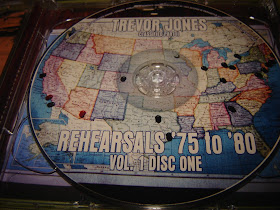 TREVOR JONES
REHEARSALS '75 to '80
VOL. 1 DISC ONE